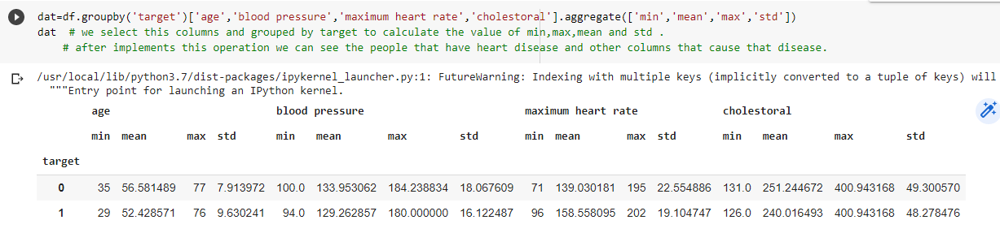 dat=df.groupby('target')['age','blood pressure','maximum heart rate','cholestoral'].aggregate(['min','mean','max','std'])
dat  # we select this columns and grouped by target to calculate the value of min,max,mean and std .
# after implements this operation we can see the people that have heart disease and other columns that cause that disease.
/usr/local/lib/python3.7/dist-packages/ipykernel_launcher.py:1: FutureWarning: Indexing with multiple keys (implicitly converted to a tuple of keys) will
"""Entry point for launching an IPython kernel.
age blood pressure maximum heart rate cholestoral
min mean max std min mean max std min mean max std min mean max std
target
0 35 56.581489 77 7.913972 100.0 133.953062 184.238834 18.067609 71 139.030181 195 22.554886 131.0 251.244672 400.943168 49.300570
1 29 52.428571 76 9.630241 94.0 129.262857 180.000000 16.122487 96 158.558095 202 19.104747 126.0 240.016493 400.943168 48.278476